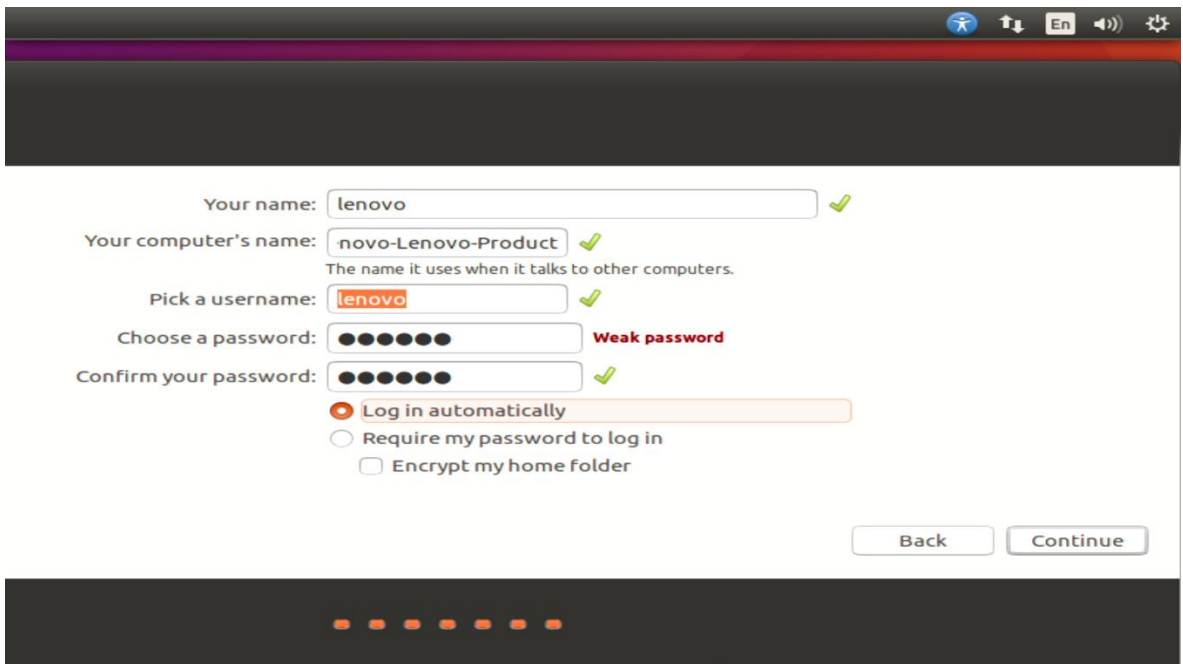 En
Your name: lenovo
Your computer's name: novo-Lenovo-Product
The name it uses when it talks to other computers.
Pick a username: lenovo
Choose a password: ●●●●●● Weak password
Confirm your password: ●●●●●●
Log in automatically
Require my password to log in
Encrypt my home folder
Back Continue